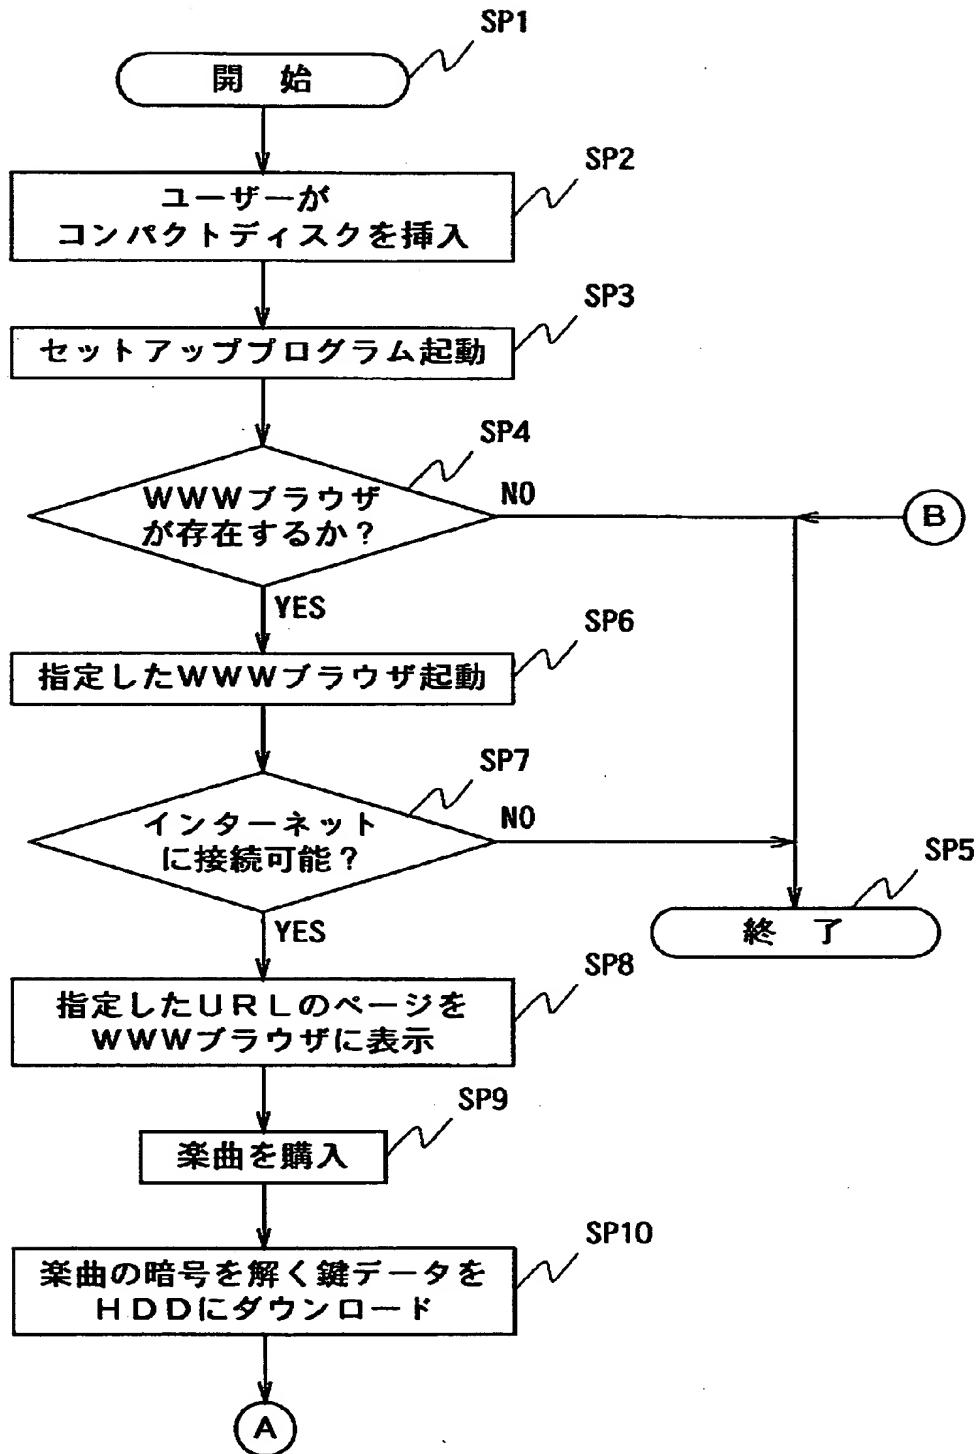 SP1
開 始
SP2
ユーザーが
コンパクトディスクを挿入
SP3
セットアッププログラム起動
SP4
WWWブラウザ
が存在するか?
NO
B
YES
SP6
指定したWWWブラウザ起動
SP7
インターネット
に接続可能?
NO
SP5
終 了
YES
SP8
指定したURLのページを
WWWブラウザに表示
SP9
楽曲を購入
SP10
楽曲の暗号を解く鍵データを
HDDにダウンロード
A